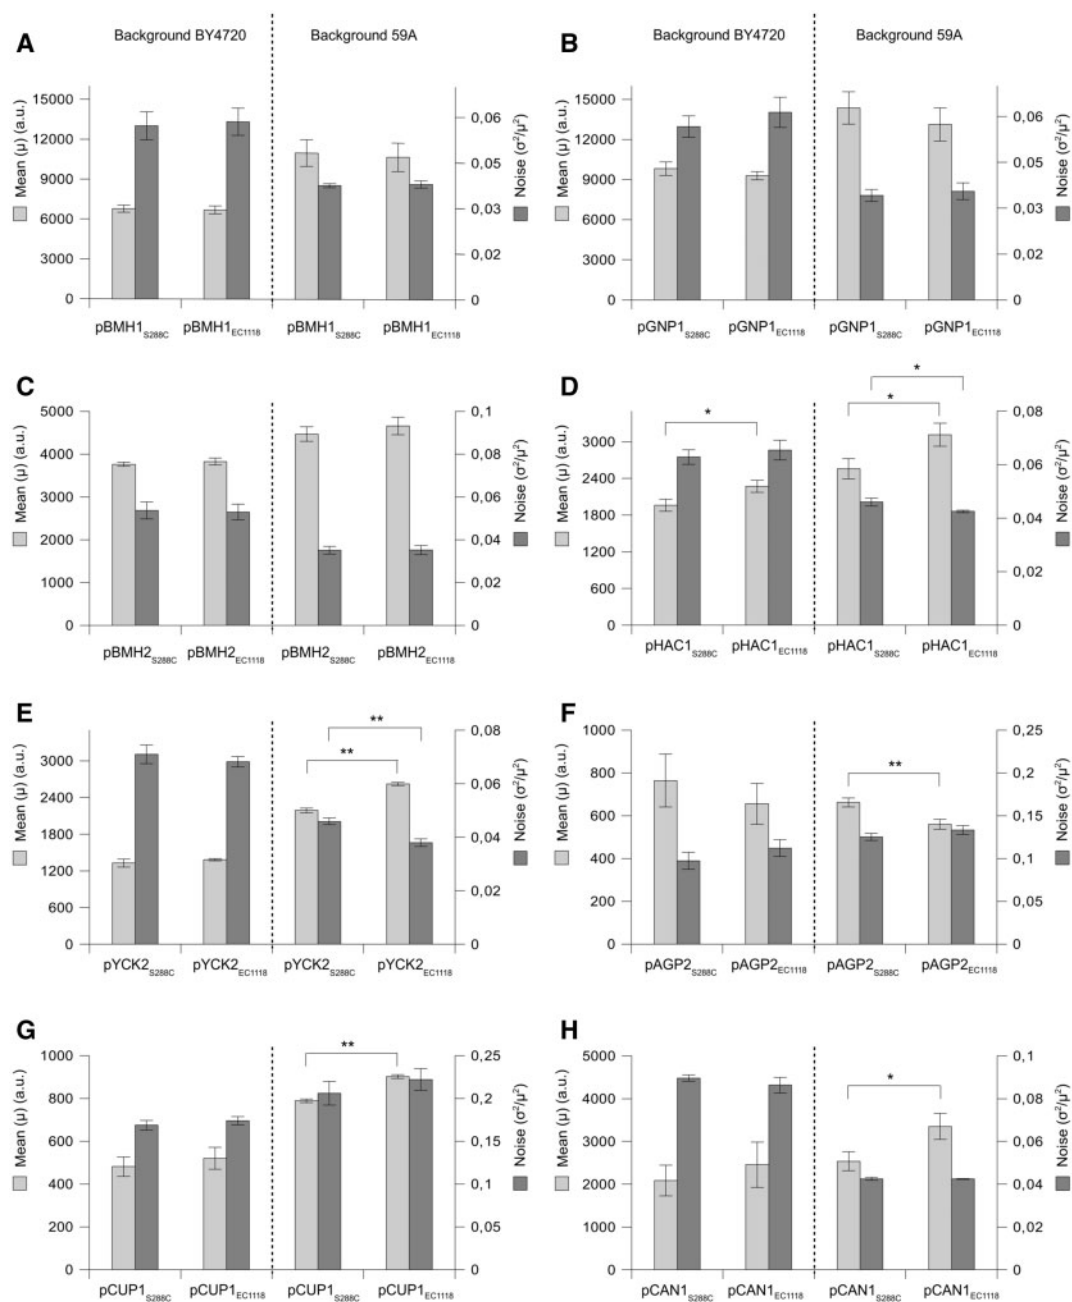 A
Background BY4720
Background 59A
Mean (μ) (a.u.)
15000
12000
9000
6000
3000
0
0,06
0,05
0,03
0,02
0
Noise (σ²/μ²)
pBMH1S288C
pBMH1EC1118
pBMH1S288C
pBMH1EC1118
B
Background BY4720
Background 59A
Mean (μ) (a.u.)
15000
12000
9000
6000
3000
0
0,06
0,05
0,03
0,02
0
Noise (σ²/μ²)
pGNP1S288C
pGNP1EC1118
pGNP1S288C
pGNP1EC1118
C
Mean (μ) (a.u.)
5000
4000
3000
2000
1000
0
0,1
0,08
0,06
0,04
0,02
0
Noise (σ²/μ²)
pBMH2S288C
pBMH2EC1118
pBMH2S288C
pBMH2EC1118
D
Mean (μ) (a.u.)
3000
2400
1800
1200
600
0
*
*
*
0,08
0,06
0,04
0,02
0
Noise (σ²/μ²)
pHAC1S288C
pHAC1EC1118
pHAC1S288C
pHAC1EC1118
E
Mean (μ) (a.u.)
3000
2400
1800
1200
600
0
**
**
0,08
0,06
0,04
0,02
0
Noise (σ²/μ²)
pYCK2S288C
pYCK2EC1118
pYCK2S288C
pYCK2EC1118
F
Mean (μ) (a.u.)
1000
800
600
400
200
0
**
0,25
0,2
0,15
0,1
0,05
0
Noise (σ²/μ²)
pAGP2S288C
pAGP2EC1118
pAGP2S288C
pAGP2EC1118
G
Mean (μ) (a.u.)
1000
800
600
400
200
0
**
0,25
0,2
0,15
0,1
0,05
0
Noise (σ²/μ²)
pCUP1S288C
pCUP1EC1118
pCUP1S288C
pCUP1EC1118
H
Mean (μ) (a.u.)
5000
4000
3000
2000
1000
0
*
0,1
0,08
0,06
0,04
0,02
0
Noise (σ²/μ²)
pCAN1S288C
pCAN1EC1118
pCAN1S288C
pCAN1EC1118